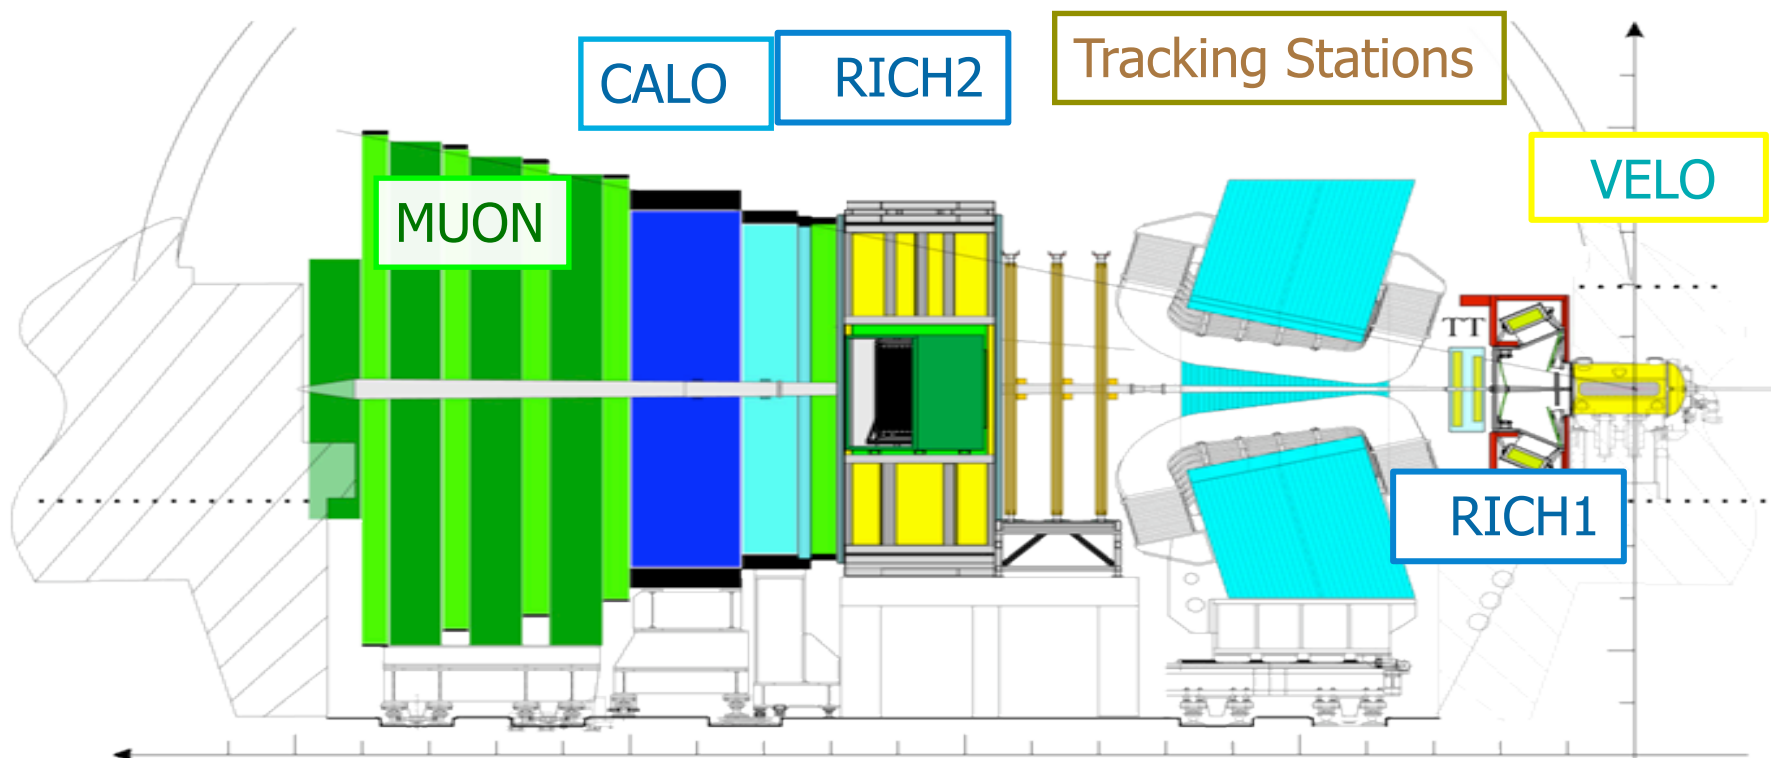 Tracking Stations
CALO
RICH2
VELO
MUON
TT
RICH1